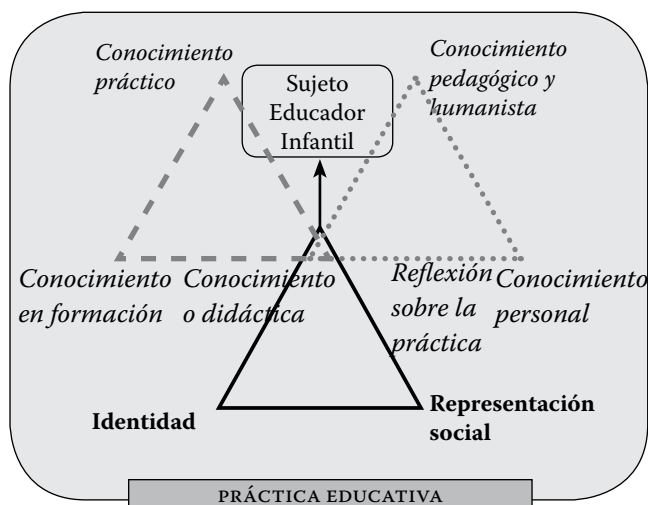 Conocimiento
práctico
Conocimiento
pedagógico y
humanista
Sujeto
Educador
Infantil
Conocimiento
en formación
Conocimiento
o didáctica
Reflexión
sobre la
práctica
Conocimiento
personal
Identidad
Representación
social
PRÁCTICA EDUCATIVA